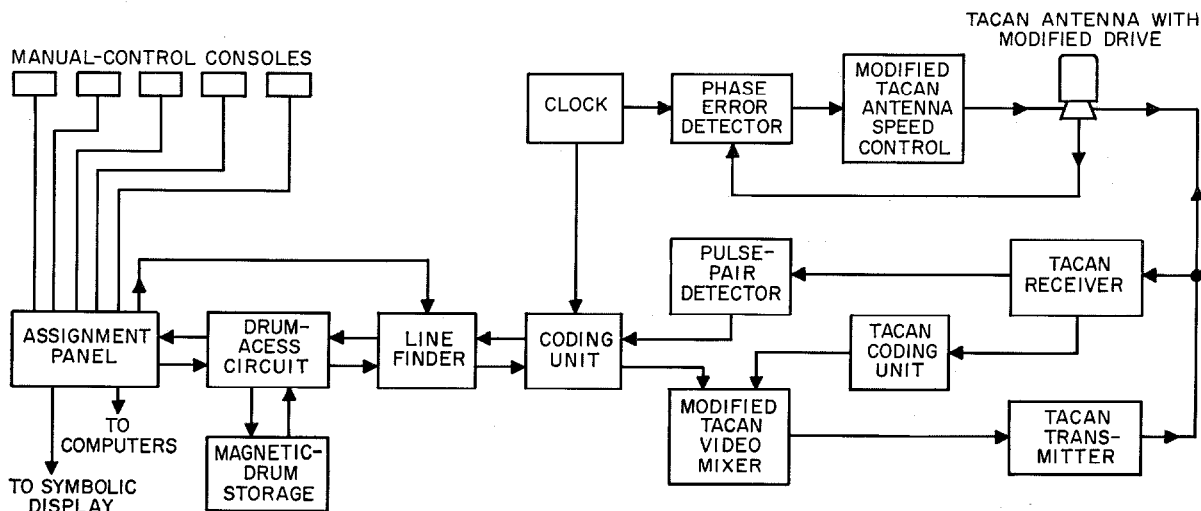 TACAN ANTENNA WITH
MODIFIED DRIVE
MANUAL-CONTROL CONSOLES
CLOCK
PHASE
ERROR
DETECTOR
MODIFIED
TACAN
ANTENNA
SPEED
CONTROL
PULSE-
PAIR
DETECTOR
TACAN
RECEIVER
ASSIGNMENT
PANEL
DRUM-
ACESS
CIRCUIT
LINE
FINDER
CODING
UNIT
TACAN
CODING
UNIT
MODIFIED
TACAN
VIDEO
MIXER
TACAN
TRANS-
MITTER
TO
COMPUTERS
MAGNETIC-
DRUM
STORAGE
TO SYMBOLIC
DISPLAY